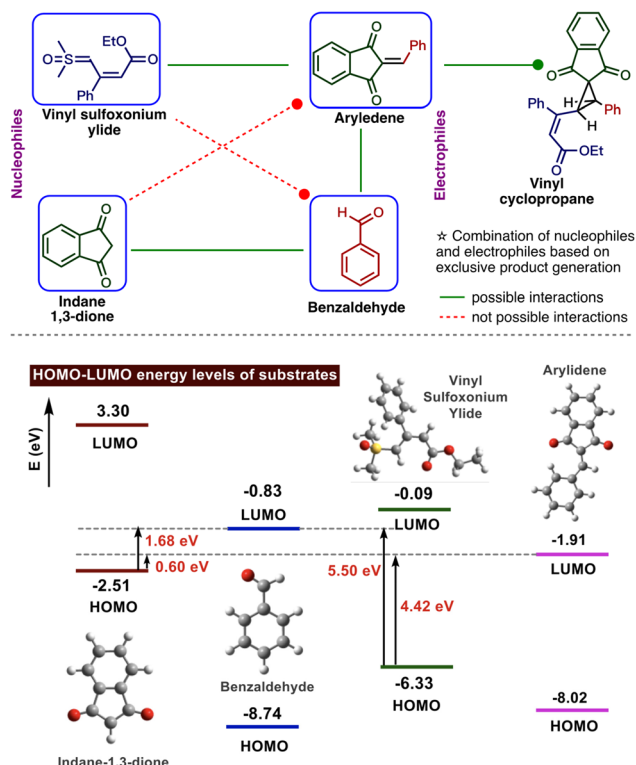 EtO
O
O
S
Ph
Vinyl sulfoxonium
ylide
O
Ph
O
Aryledene
O
O
Ph
H
Ph
H
OEt
O
Vinyl
cyclopropane
Nucleophiles
Electrophiles
O
O
Indane
1,3-dione
H
O
Benzaldehyde
☆ Combination of nucleophiles
and electrophiles based on
exclusive product generation
possible interactions
not possible interactions
HOMO-LUMO energy levels of substrates
E (eV)
3.30
LUMO
-0.83
LUMO
Vinyl
Sulfoxonium
Ylide
-0.09
LUMO
Arylidene
-1.91
LUMO
1.68 eV
0.60 eV
5.50 eV
4.42 eV
-2.51
HOMO
Benzaldehyde
-8.74
HOMO
-6.33
HOMO
-8.02
HOMO
Indane-1,3-dione